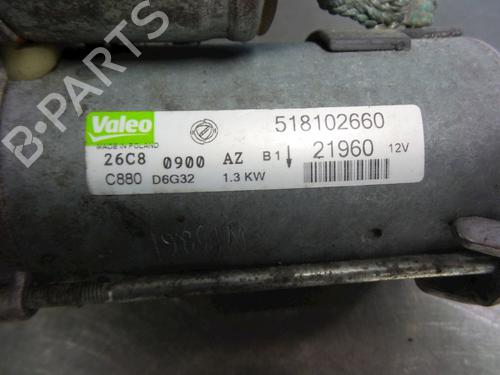 Valeo
MADE IN POLAND
518102660
26C8 0900 AZ B1 21960 12V
C880 D6G32 1.3 KW
B-PARTS